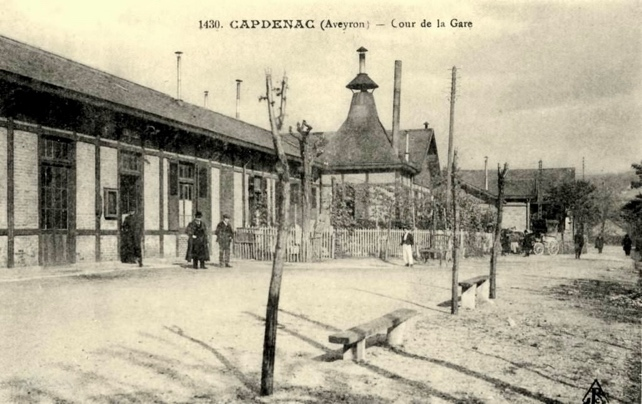 1430. CAPDENAC (Aveyron) — Cour de la Gare